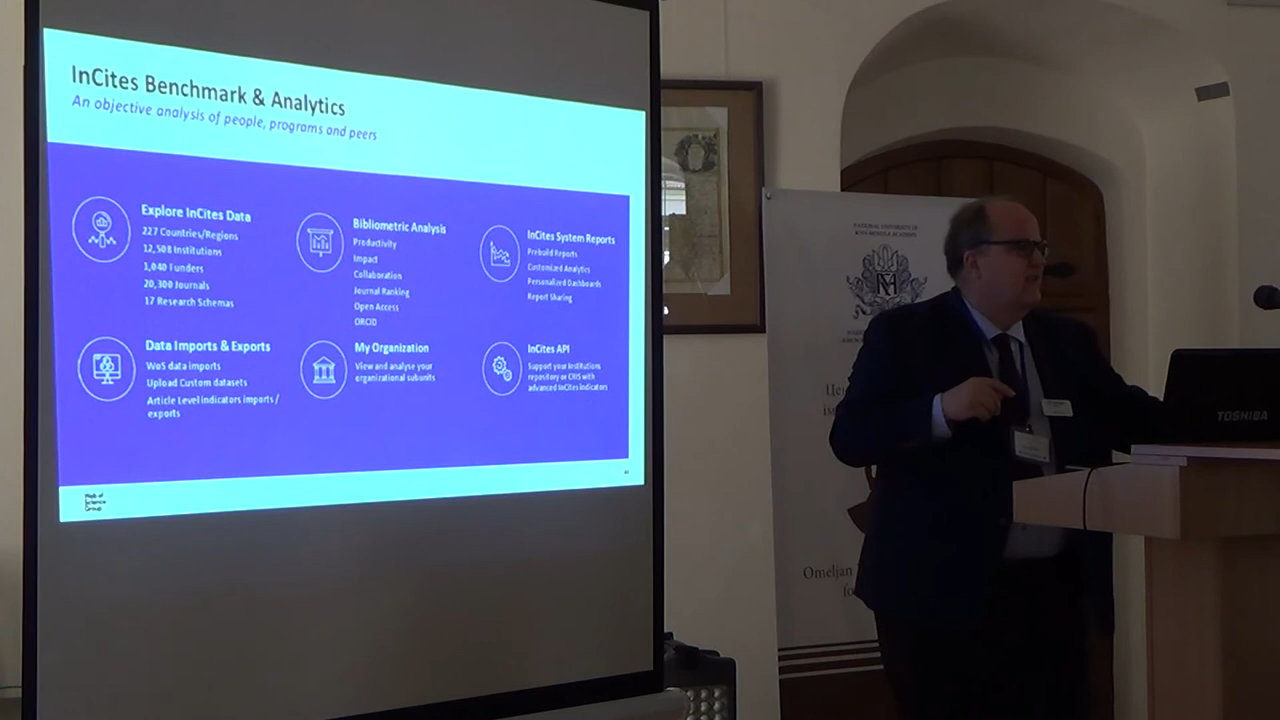 InCites Benchmark & Analytics
An objective analysis of people, programs and peers
Explore InCites Data
227 Countries/Regions
12,508 Institutions
1,040 Funders
20,300 Journals
17 Research Schemas
Bibliometric Analysis
Productivity
Impact
Collaboration
Journal Ranking
Open Access
ORCID
InCites System Reports
Prebuild Reports
Customized Analytics
Personalized Dashboards
Report Sharing
Data Imports & Exports
WoS data imports
Upload Custom datasets
Article Level indicators imports /
exports
My Organization
View and analyse your
organizational subunits
InCites API
Support your institutions
repository or CRIS with
advanced InCites indicators
Web of
Science
Group
NATIONAL UNIVERSITY OF
KYIV-MOHYLA ACADEMY
Omeljan
TOSHIBA